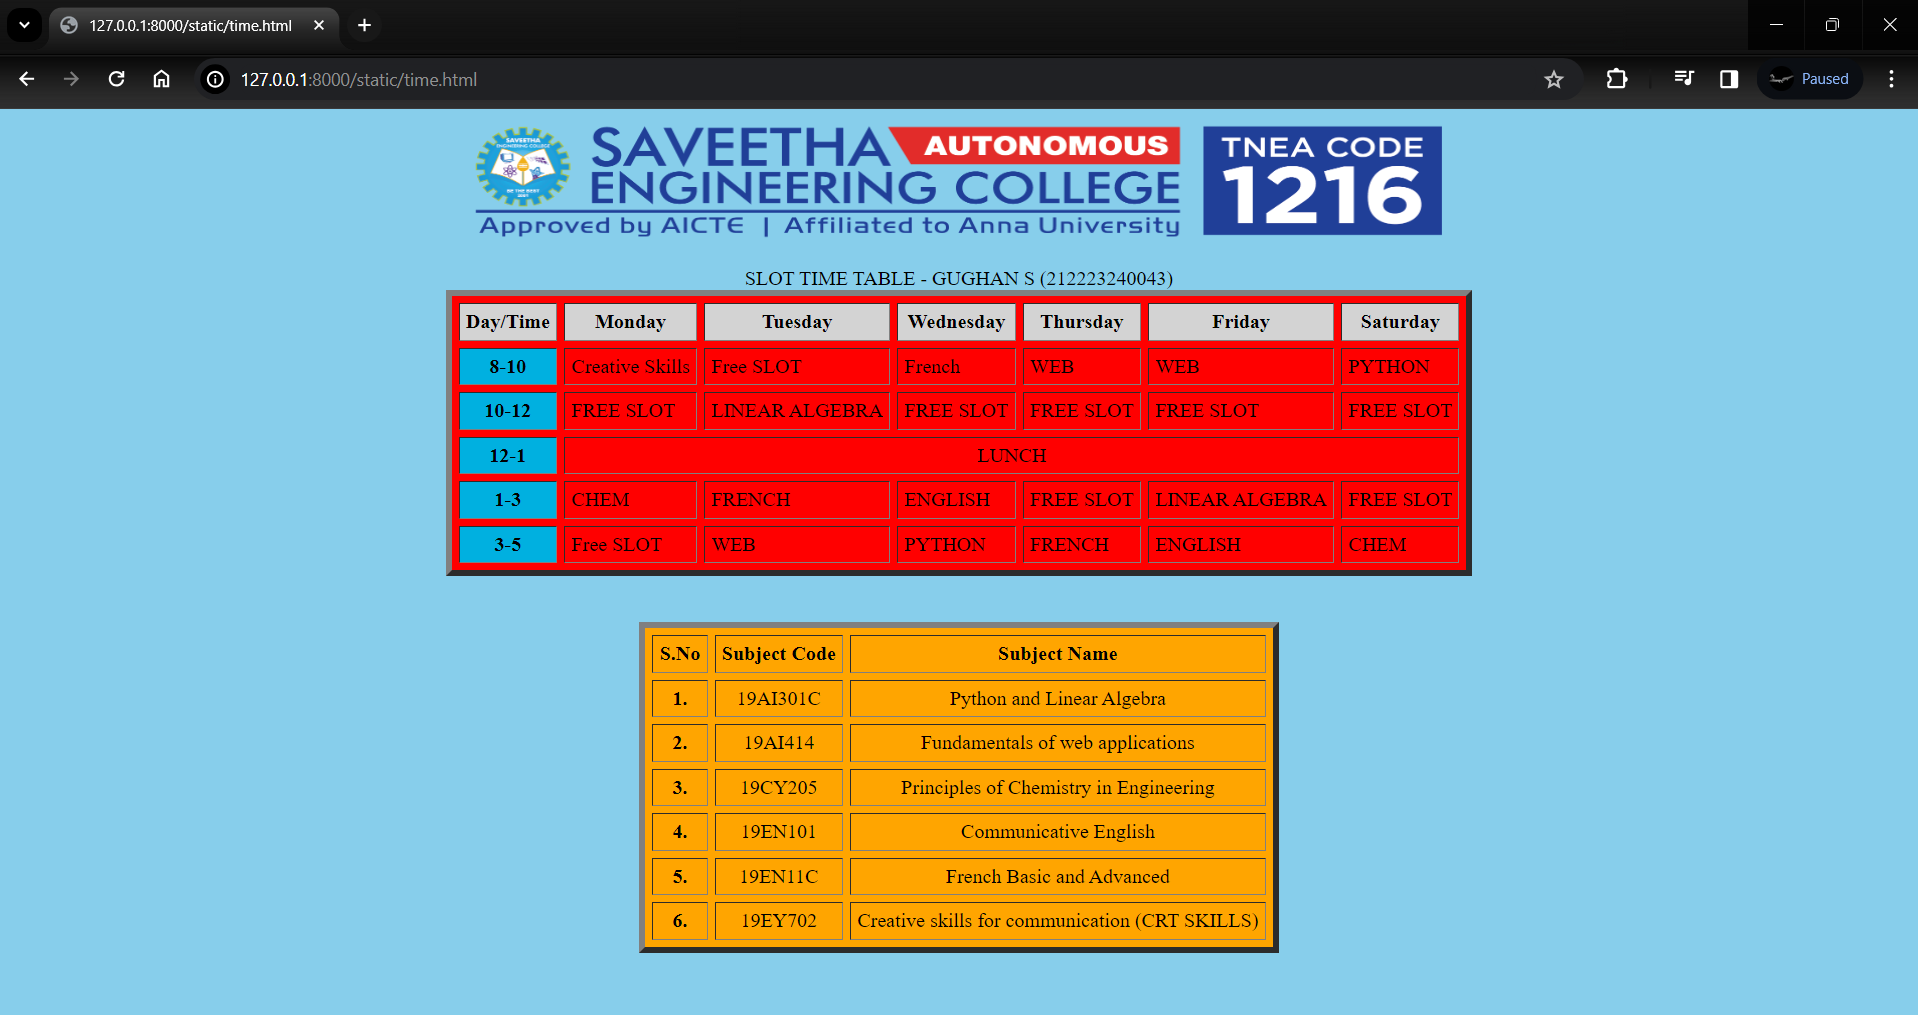 127.0.0.1:8000/static/time.html
127.0.0.1:8000/static/time.html
Paused
SAVEETHA
ENGINEERING COLLEGE
BE THE BEST
SAVEETHA AUTONOMOUS
ENGINEERING COLLEGE
Approved by AICTE | Affiliated to Anna University
TNEA CODE
1216
SLOT TIME TABLE - GUGHAN S (212223240043)
Day/Time Monday Tuesday Wednesday Thursday Friday Saturday
8-10 Creative Skills Free SLOT French WEB WEB PYTHON
10-12 FREE SLOT LINEAR ALGEBRA FREE SLOT FREE SLOT FREE SLOT FREE SLOT
12-1 LUNCH
1-3 CHEM FRENCH ENGLISH FREE SLOT LINEAR ALGEBRA FREE SLOT
3-5 Free SLOT WEB PYTHON FRENCH ENGLISH CHEM
S.No Subject Code Subject Name
1. 19AI301C Python and Linear Algebra
2. 19AI414 Fundamentals of web applications
3. 19CY205 Principles of Chemistry in Engineering
4. 19EN101 Communicative English
5. 19EN11C French Basic and Advanced
6. 19EY702 Creative skills for communication (CRT SKILLS)